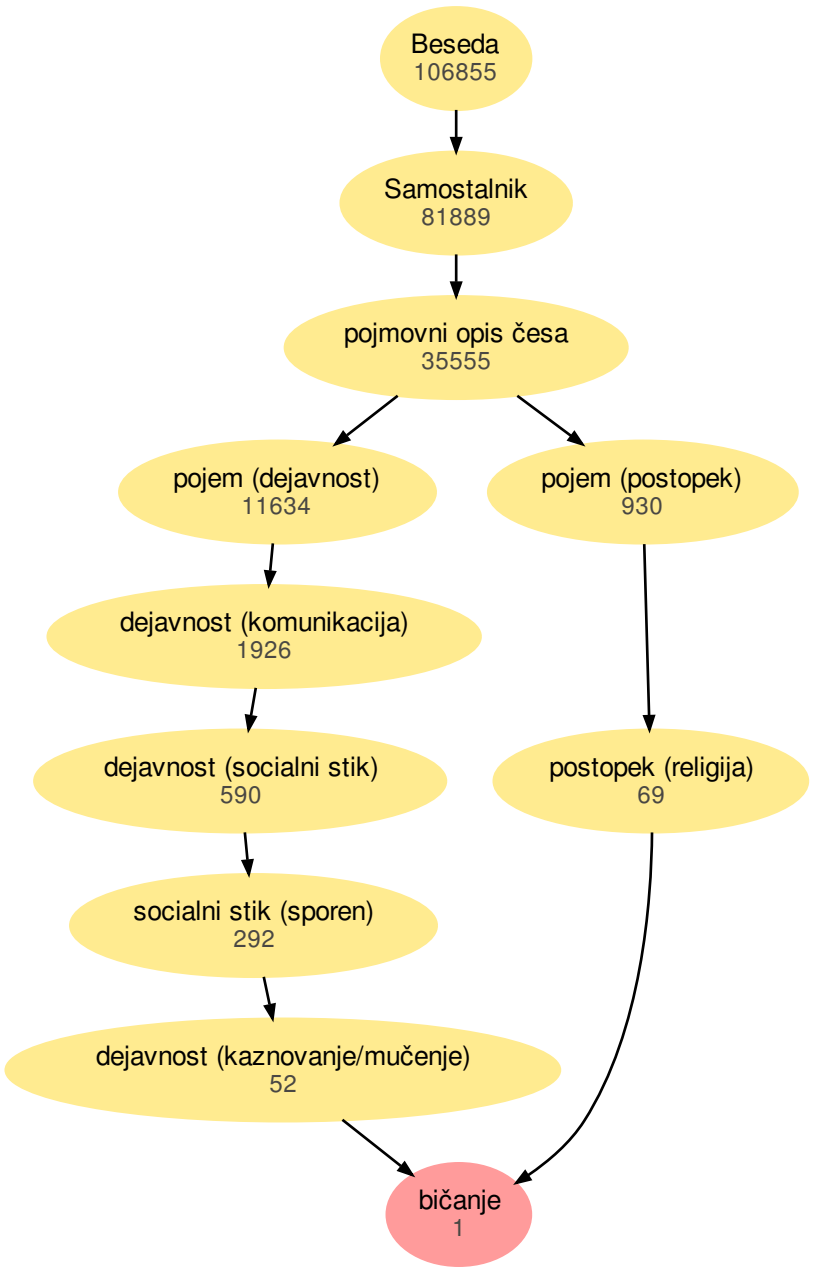 Beseda
106855
Samostalnik
81889
pojmovni opis česa
35555
pojem (dejavnost)
11634
pojem (postopek)
930
dejavnost (komunikacija)
1926
dejavnost (socialni stik)
590
postopek (religija)
69
socialni stik (sporen)
292
dejavnost (kaznovanje/mučenje)
52
bičanje
1